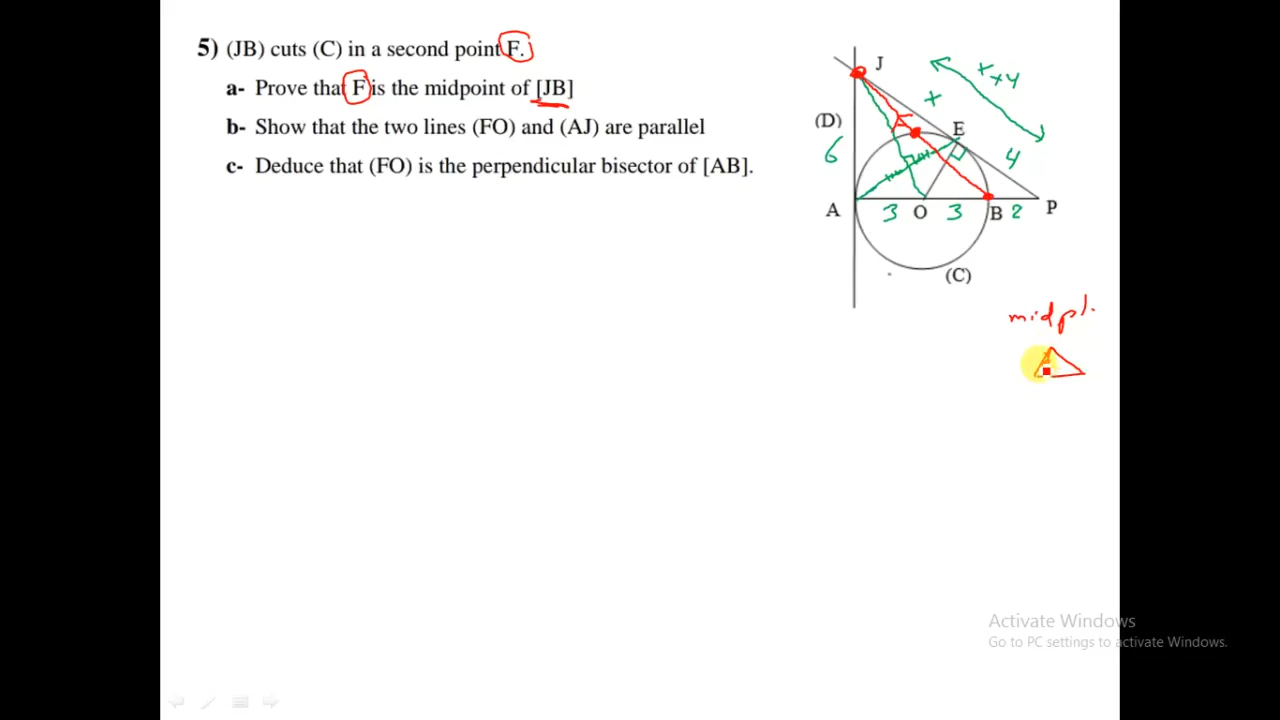 5) (JB) cuts (C) in a second point F.
a- Prove that F is the midpoint of [JB]
b- Show that the two lines (FO) and (AJ) are parallel
c- Deduce that (FO) is the perpendicular bisector of [AB].
J
x+4
x
(D)
F
E
6
4
A
3
O
3
B
2
P
(C)
midpt.
Activate Windows
Go to PC settings to activate Windows.